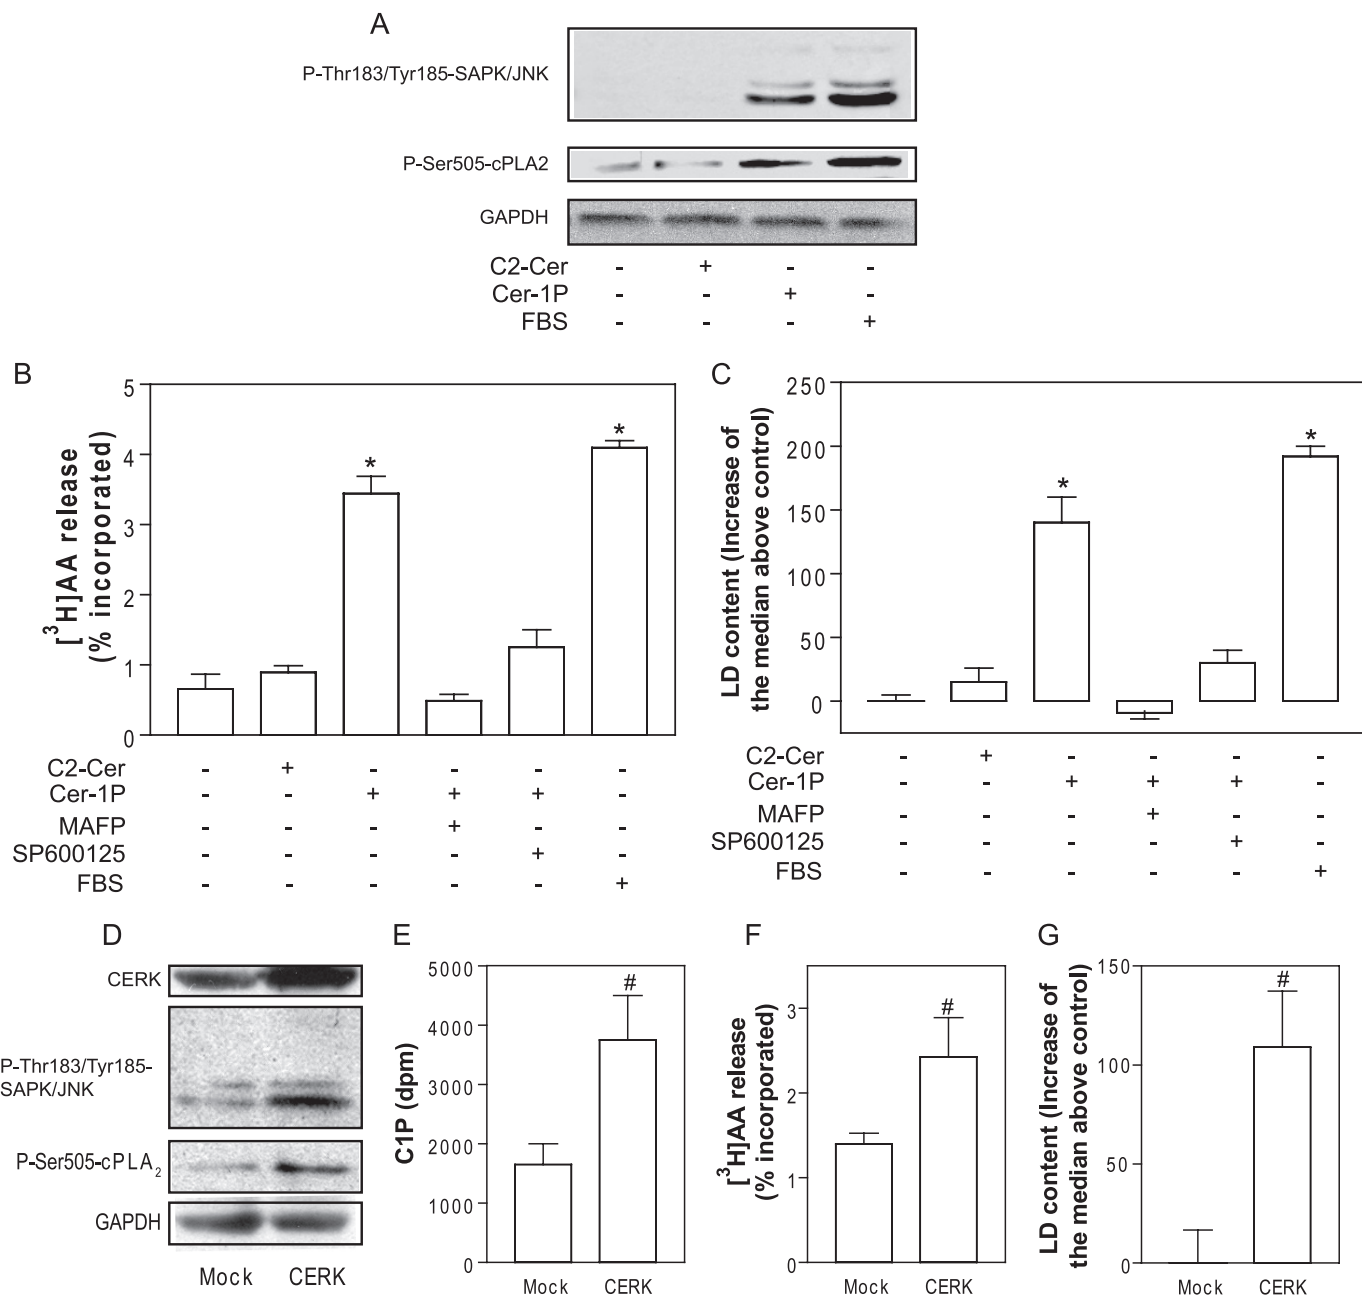 A
P-Thr183/Tyr185-SAPK/JNK
P-Ser505-cPLA2
GAPDH
C2-Cer - + - -
Cer-1P - - + -
FBS - - - +
B
[³H]AA release
(% incorporated)
5
4
3
2
1
0
*
*
C2-Cer - + - - - -
Cer-1P - - + + + -
MAFP - - - + - -
SP600125 - - - - + -
FBS - - - - - +
C
LD content (Increase of
the median above control)
250
200
150
100
50
0
*
*
C2-Cer - + - - - -
Cer-1P - - + + + -
MAFP - - - + - -
SP600125 - - - - + -
FBS - - - - - +
D
CERK
P-Thr183/Tyr185-
SAPK/JNK
P-Ser505-cPLA₂
GAPDH
Mock CERK
E
C1P (dpm)
5000
4000
3000
2000
1000
0
#
Mock CERK
F
[³H]AA release
(% incorporated)
3
2
1
0
#
Mock CERK
G
LD content (Increase of
the median above control)
150
100
50
0
#
Mock CERK